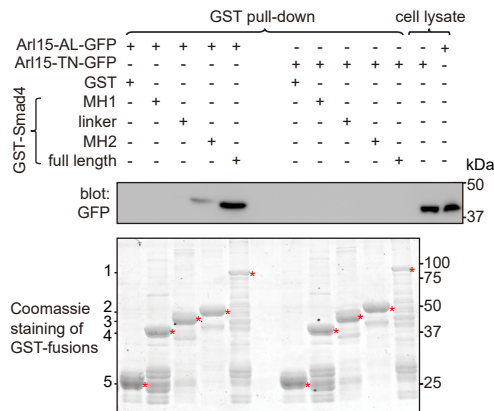 GST pull-down cell lysate
Arl15-AL-GFP + + + + + - - - - - - +
Arl15-TN-GFP - - - - - + + + + + + -
GST + - - - - + - - - - - -
GST-Smad4
MH1 - + - - - - + - - - - -
linker - - + - - - - + - - - -
MH2 - - - + - - - - + - - -
full length - - - - + - - - - + - -
kDa
blot:
GFP
50
37
Coomassie
staining of
GST-fusions
1
2
3
4
5
* * * * * * * * * *
100
75
50
37
25